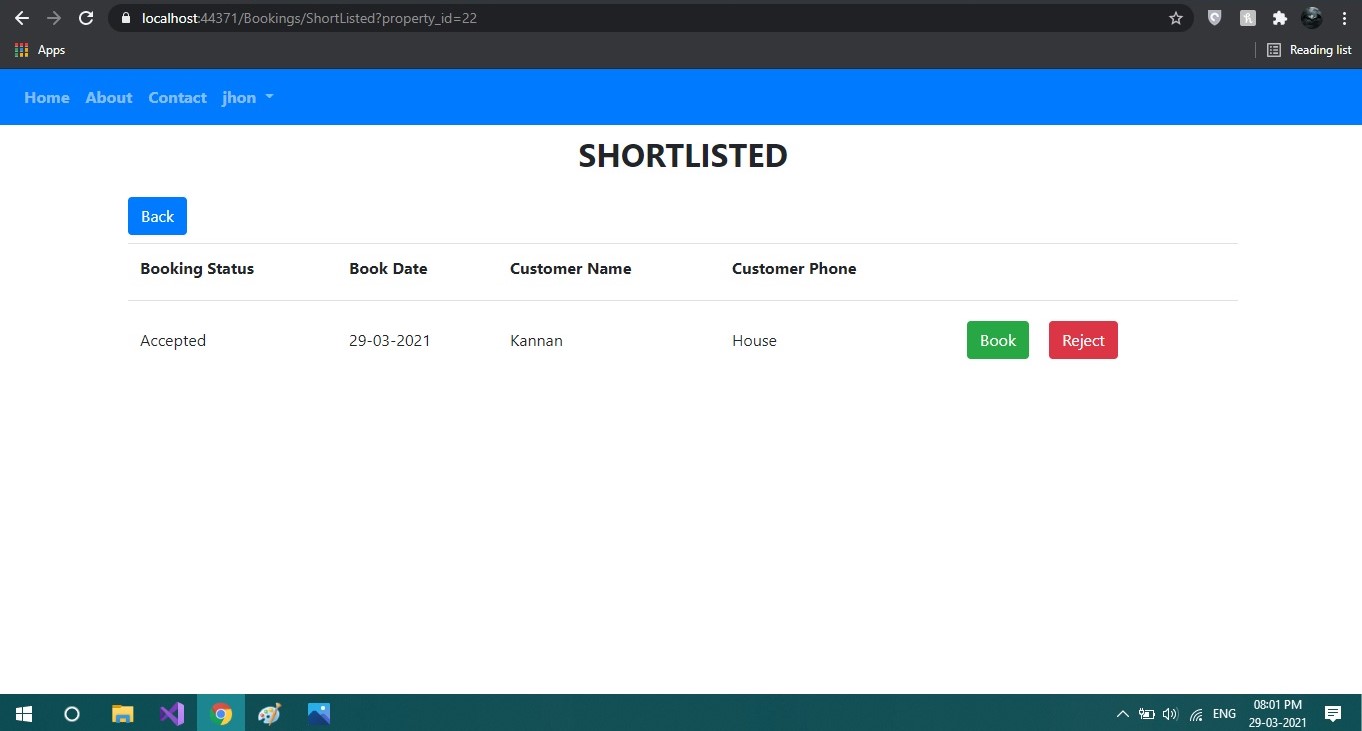 localhost:44371/Bookings/ShortListed?property_id=22
Apps
Reading list
Home About Contact jhon
SHORTLISTED
Back
Booking Status Book Date Customer Name Customer Phone
Accepted 29-03-2021 Kannan House Book Reject
ENG
08:01 PM
29-03-2021